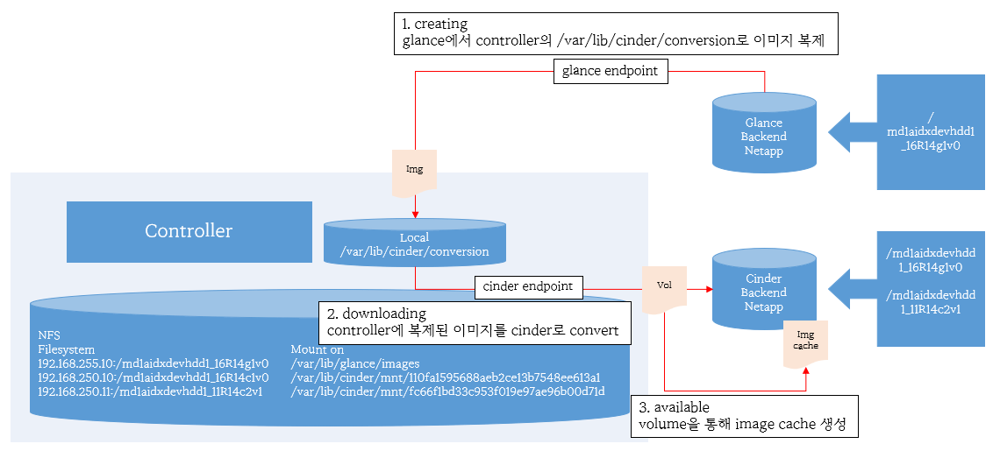 1. creating
glance에서 controller의 /var/lib/cinder/conversion로 이미지 복제
glance endpoint
Glance
Backend
Netapp
/
md1aidxdevhdd1
_16R14g1v0
Img
Controller
Local
/var/lib/cinder/conversion
cinder endpoint
Vol
Cinder
Backend
Netapp
/md1aidxdevhdd
1_16R14g1v0
/md1aidxdevhdd
1_11R14c2v1
2. downloading
controller에 복제된 이미지를 cinder로 convert
Img
cache
NFS
Filesystem Mount on
192.168.255.10:/md1aidxdevhdd1_16R14g1v0 /var/lib/glance/images
192.168.250.10:/md1aidxdevhdd1_16R14c1v0 /var/lib/cinder/mnt/110fa1595688aeb2ce13b7548ee613a1
192.168.250.11:/md1aidxdevhdd1_11R14c2v1 /var/lib/cinder/mnt/fc66f1bd33c953f019e97ae96b00d71d
3. available
volume을 통해 image cache 생성